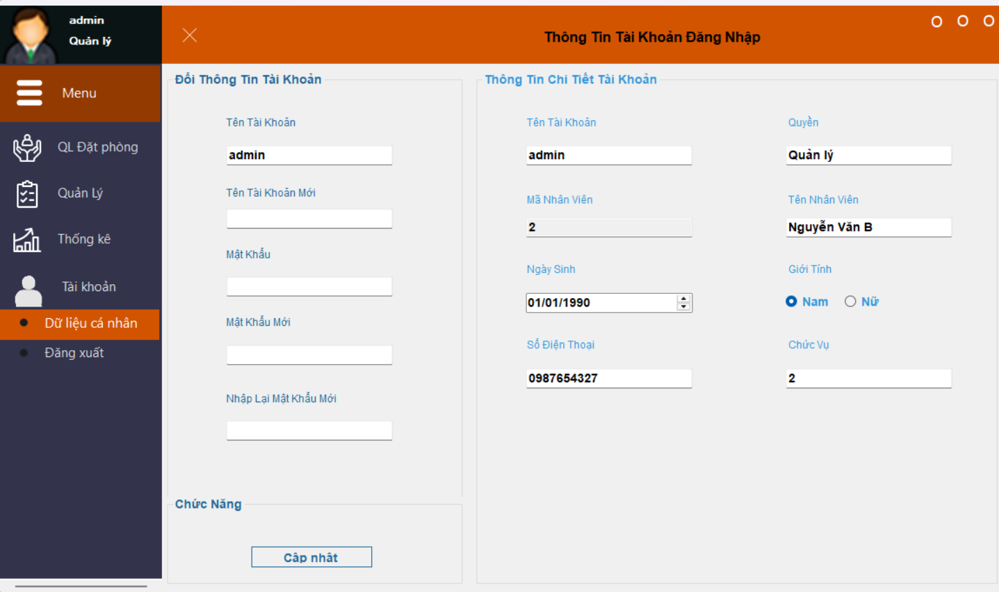 admin
Quản lý
Menu
QL Đặt phòng
Quản Lý
Thống kê
Tài khoản
Dữ liệu cá nhân
Đăng xuất
Thông Tin Tài Khoản Đăng Nhập
O O O
Đổi Thông Tin Tài Khoản
Tên Tài Khoản
admin
Tên Tài Khoản Mới
Mật Khẩu
Mật Khẩu Mới
Nhập Lại Mật Khẩu Mới
Chức Năng
Cập nhật
Thông Tin Chi Tiết Tài Khoản
Tên Tài Khoản
Quyền
admin
Quản lý
Mã Nhân Viên
Tên Nhân Viên
2
Nguyễn Văn B
Ngày Sinh
Giới Tính
01/01/1990
Nam
Nữ
Số Điện Thoại
Chức Vụ
0987654327
2